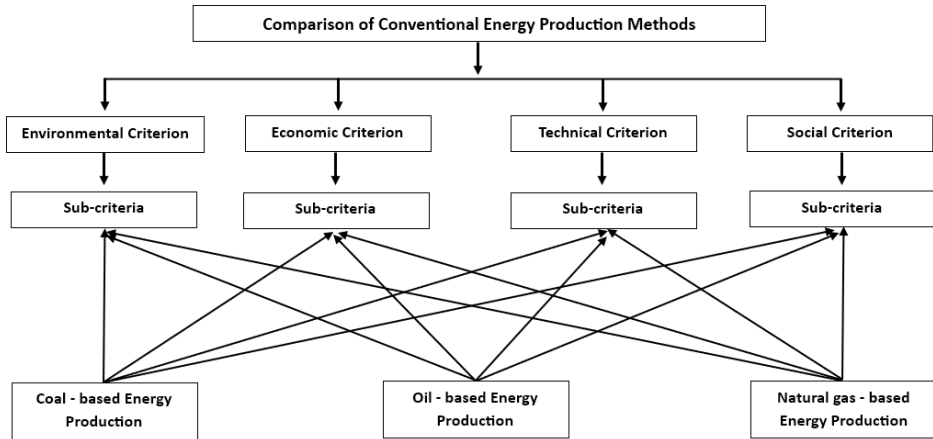 Comparison of Conventional Energy Production Methods
Environmental Criterion
Economic Criterion
Technical Criterion
Social Criterion
Sub-criteria
Sub-criteria
Sub-criteria
Sub-criteria
Coal - based Energy
Production
Oil - based Energy
Production
Natural gas - based
Energy Production